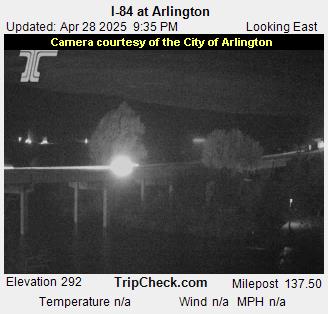 I-84 at Arlington
Updated: Apr 28 2025 9:35 PM Looking East
Camera courtesy of the City of Arlington
Elevation 292 TripCheck.com Milepost 137.50
Temperature n/a Wind n/a MPH n/a